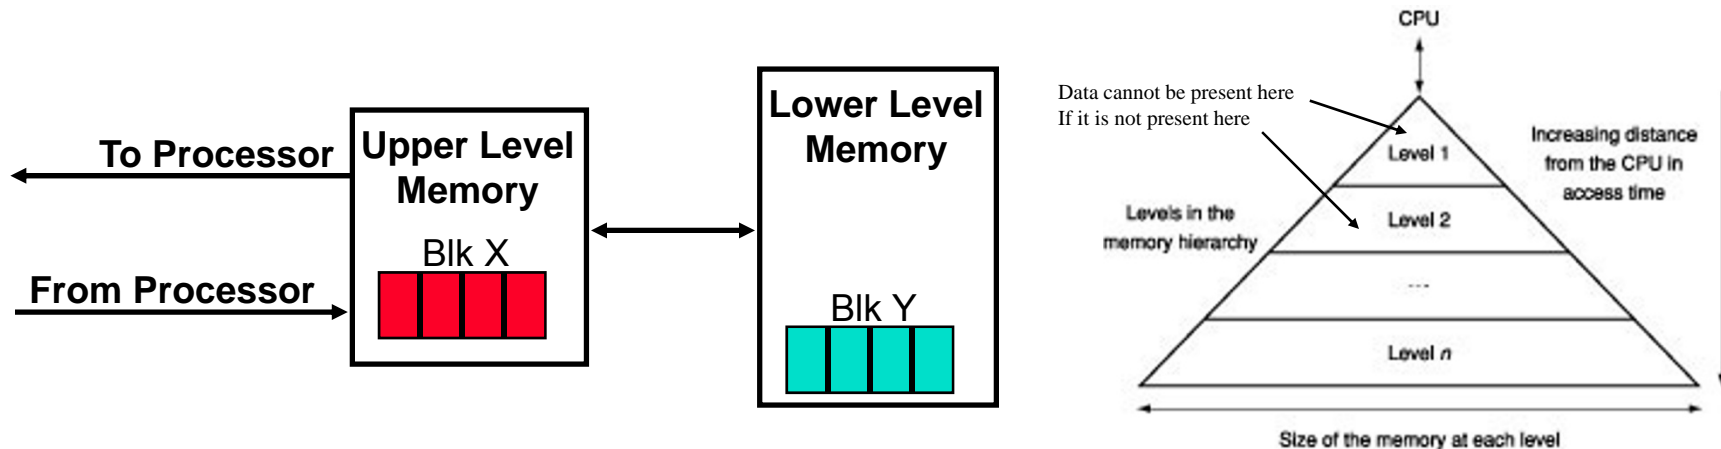 To Processor
From Processor
Upper Level
Memory
Blk X
Lower Level
Memory
Blk Y
CPU
Data cannot be present here
If it is not present here
Level 1
Increasing distance
from the CPU in
access time
Levels in the
memory hierarchy
Level 2
...
Level n
Size of the memory at each level